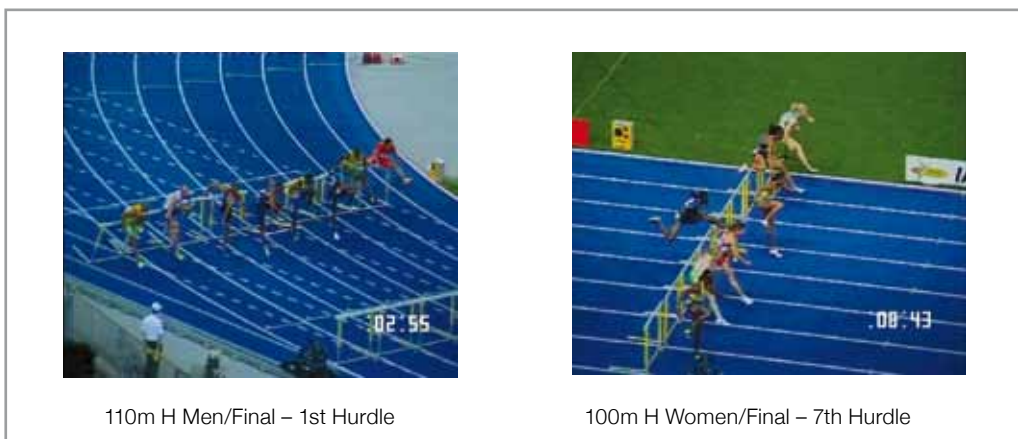 :02:55
:08:43
110m H Men/Final – 1st Hurdle
100m H Women/Final – 7th Hurdle